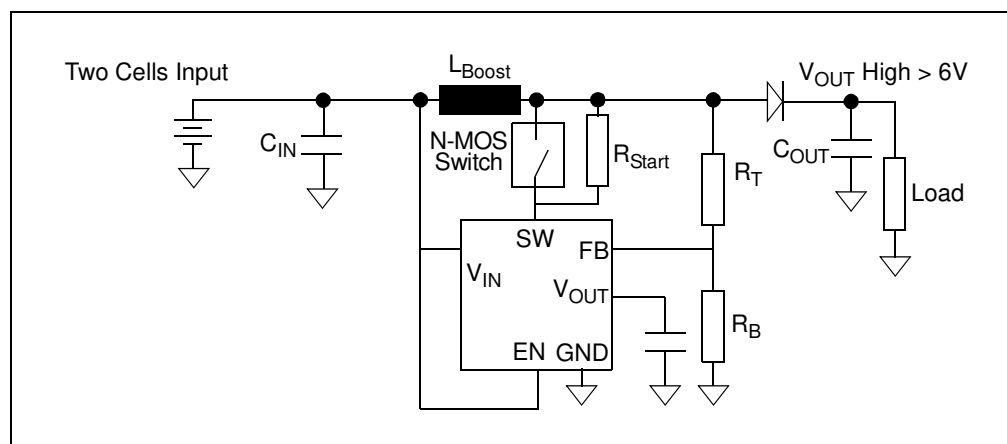 Two Cells Input
L_Boost
V_OUT High > 6V
C_IN
N-MOS
Switch
R_Start
R_T
C_OUT
Load
SW
FB
V_IN
V_OUT
R_B
EN
GND